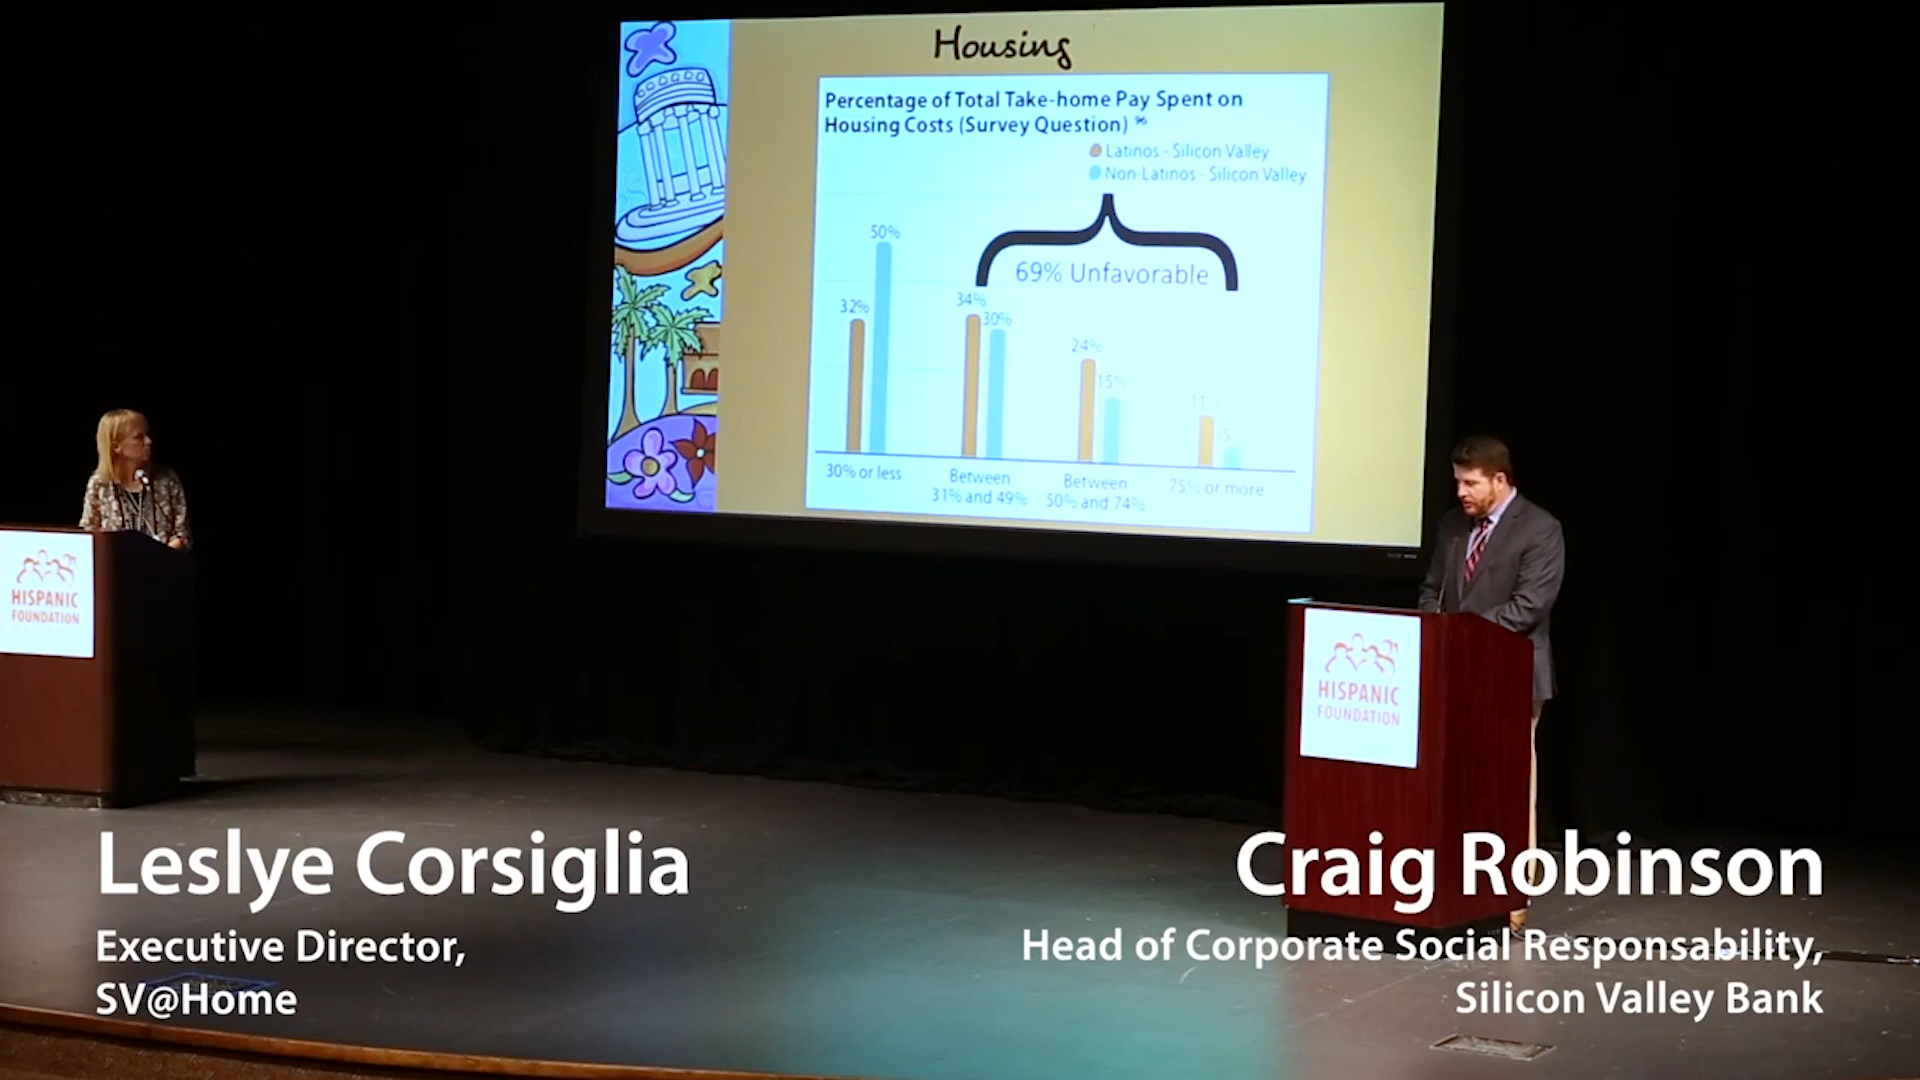 Housing
Percentage of Total Take-home Pay Spent on
Housing Costs (Survey Question) 96
Latinos - Silicon Valley
Non-Latinos - Silicon Valley
69% Unfavorable
32%
50%
34%
30%
24%
15%
11
5%
30% or less
Between
31% and 49%
Between
50% and 74%
75% or more
HISPANIC
FOUNDATION
HISPANIC
FOUNDATION
Leslye Corsiglia
Executive Director,
SV@Home
Craig Robinson
Head of Corporate Social Responsability,
Silicon Valley Bank